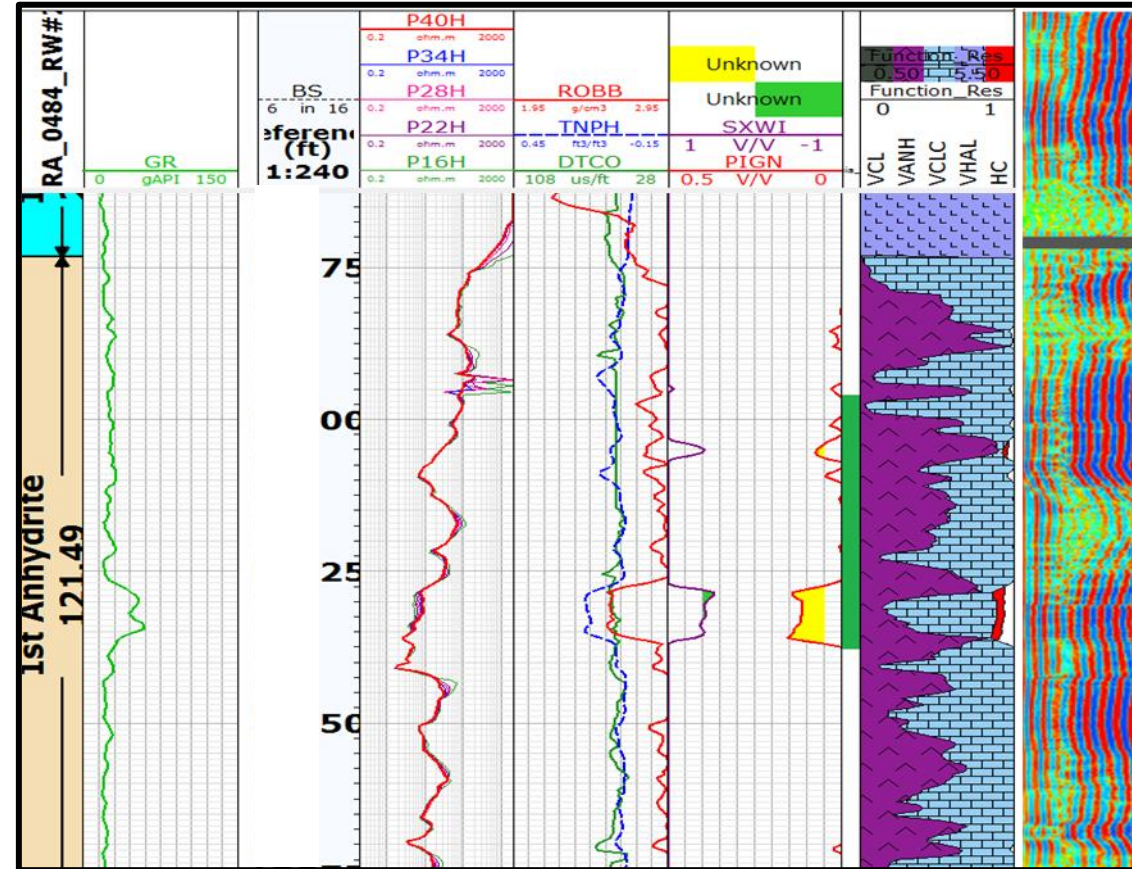 RA_0484_RW#2
GR
0 gAPI 150
BS
6 in 16
eferen
(ft)
1:240
P40H
0.2 ohm.m 2000
P34H
0.2 ohm.m 2000
P28H
0.2 ohm.m 2000
P22H
0.2 ohm.m 2000
P16H
0.2 ohm.m 2000
ROBB
1.95 g/cm3 2.95
TNPH
0.45 ft3/ft3 -0.15
DTCO
108 us/ft 28
Unknown
Unknown
SXWI
1 V/V -1
PIGN
0.5 V/V 0
Function_Res
0.50 5.50
Function_Res
0 1
VCL
VANH
VCLC
VHAL
HC
75
00
25
50
1st Anhydrite
121.49